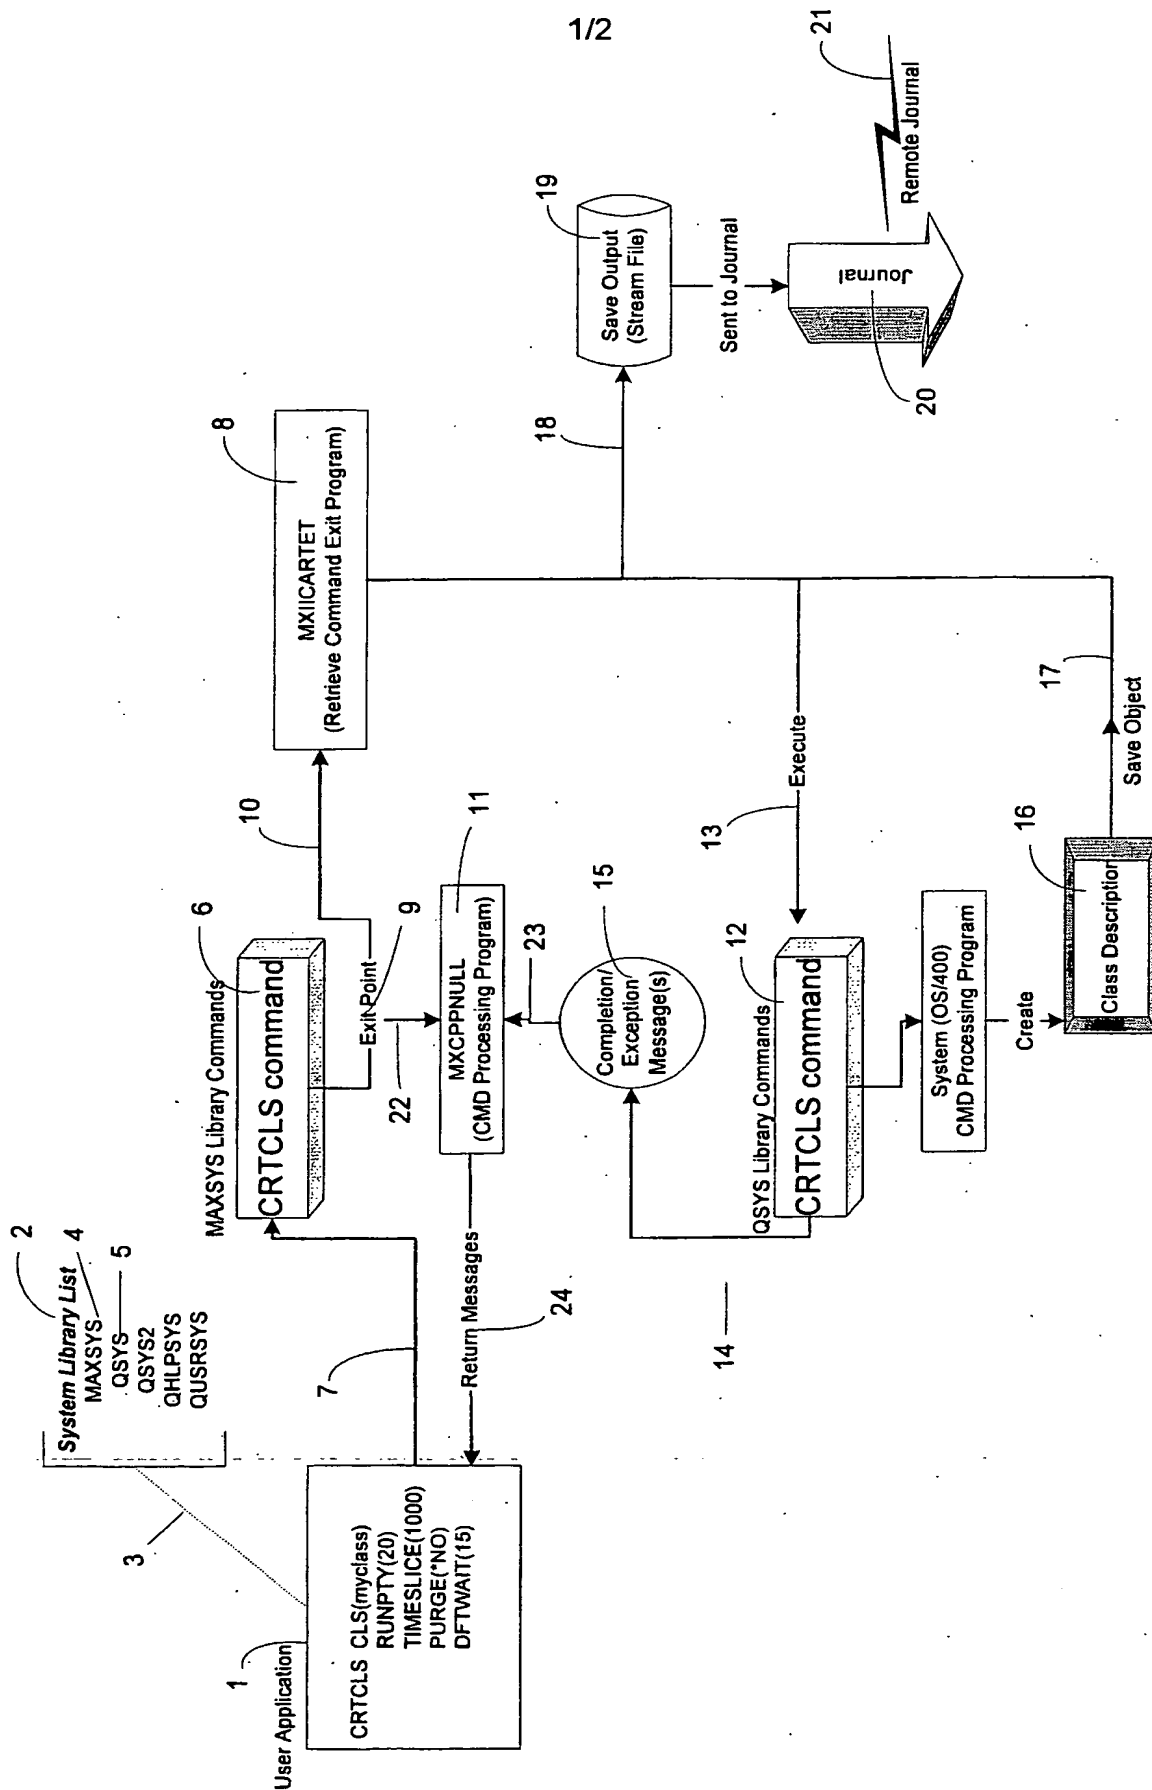 1/2
System Library List
MAXSYS
QSYS
QSYS2
QHLPSYS
QUSRSYS
2
4
5
3
User Application
1
CRTCLS CLS(myclass)
RUNPTY(20)
TIMESLICE(1000)
PURGE(*NO)
DFTWAIT(15)
7
MAXSYS Library Commands
6
CRTCLS command
Exit Point
9
10
MXIICARTET
(Retrieve Command Exit Program)
8
22
MXCPPNULL
(CMD Processing Program)
11
Return Messages
24
23
Completion/
Exception
Message(s)
15
14
QSYS Library Commands
12
CRTCLS command
Execute
13
System (OS/400)
CMD Processing Program
Create
Class Description
16
Save Object
17
18
Save Output
(Stream File)
19
Sent to Journal
Journal
20
Remote Journal
21